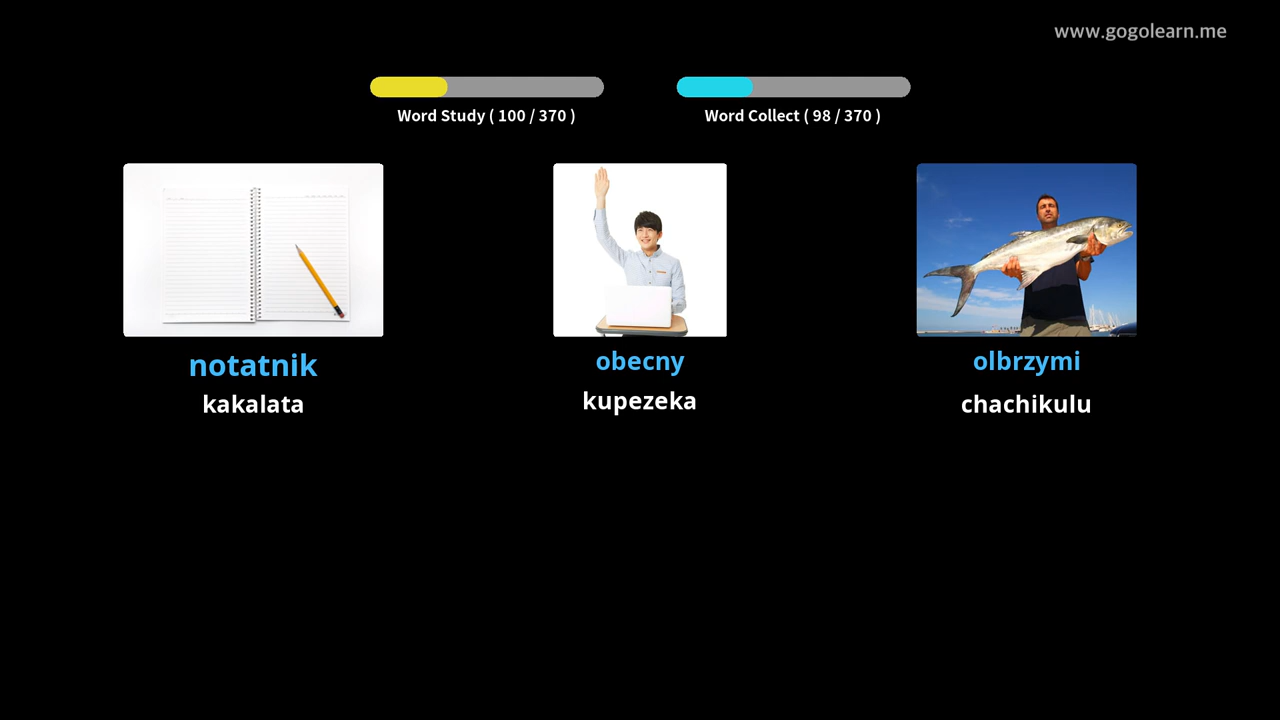 www.gogolearn.me
Word Study ( 100 / 370 )
Word Collect ( 98 / 370 )
notatnik
kakalata
obecny
kupezeka
olbrzymi
chachikulu